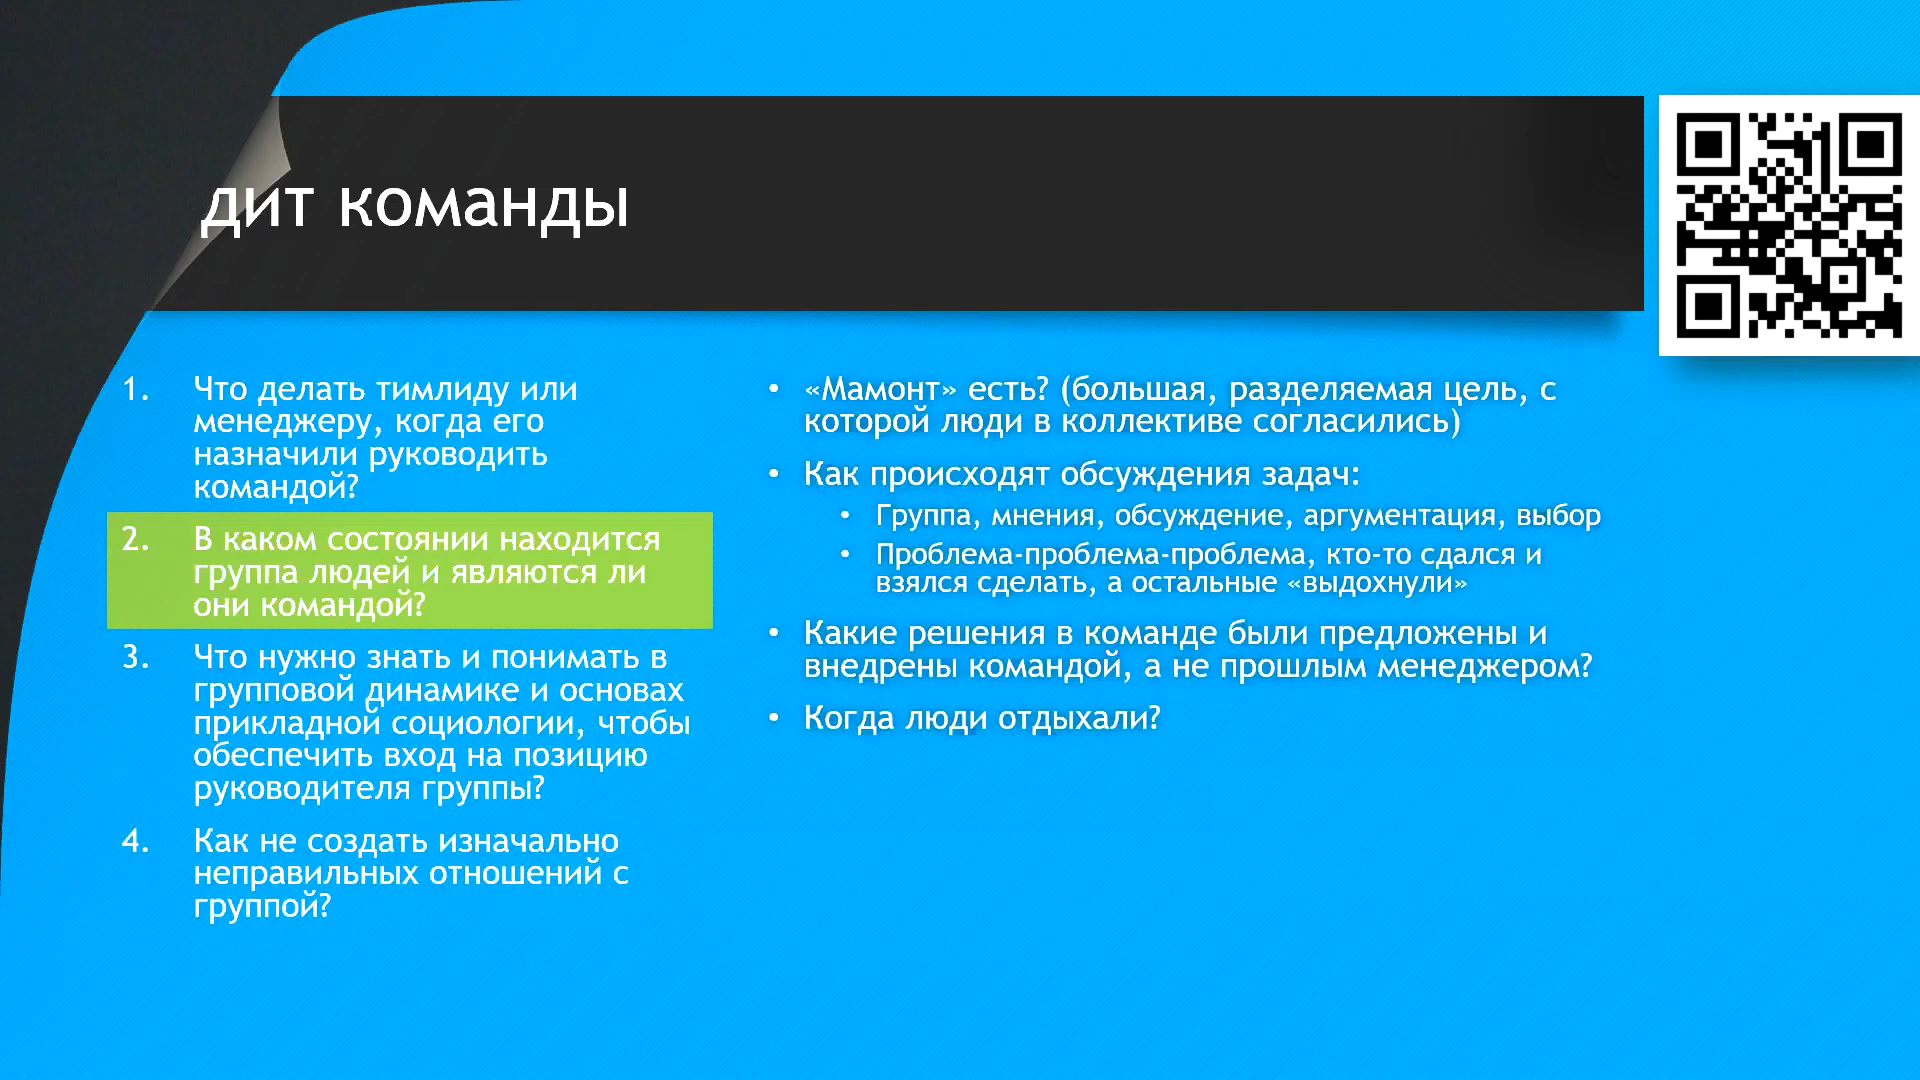 дит команды
1. Что делать тимлиду или
менеджеру, когда его
назначили руководить
командой?
2. В каком состоянии находится
группа людей и являются ли
они командой?
3. Что нужно знать и понимать в
групповой динамике и основах
прикладной социологии, чтобы
обеспечить вход на позицию
руководителя группы?
4. Как не создать изначально
неправильных отношений с
группой?
• «Мамонт» есть? (большая, разделяемая цель, с
которой люди в коллективе согласились)
• Как происходят обсуждения задач:
• Группа, мнения, обсуждение, аргументация, выбор
• Проблема-проблема-проблема, кто-то сдался и
взялся сделать, а остальные «выдохнули»
• Какие решения в команде были предложены и
внедрены командой, а не прошлым менеджером?
• Когда люди отдыхали?